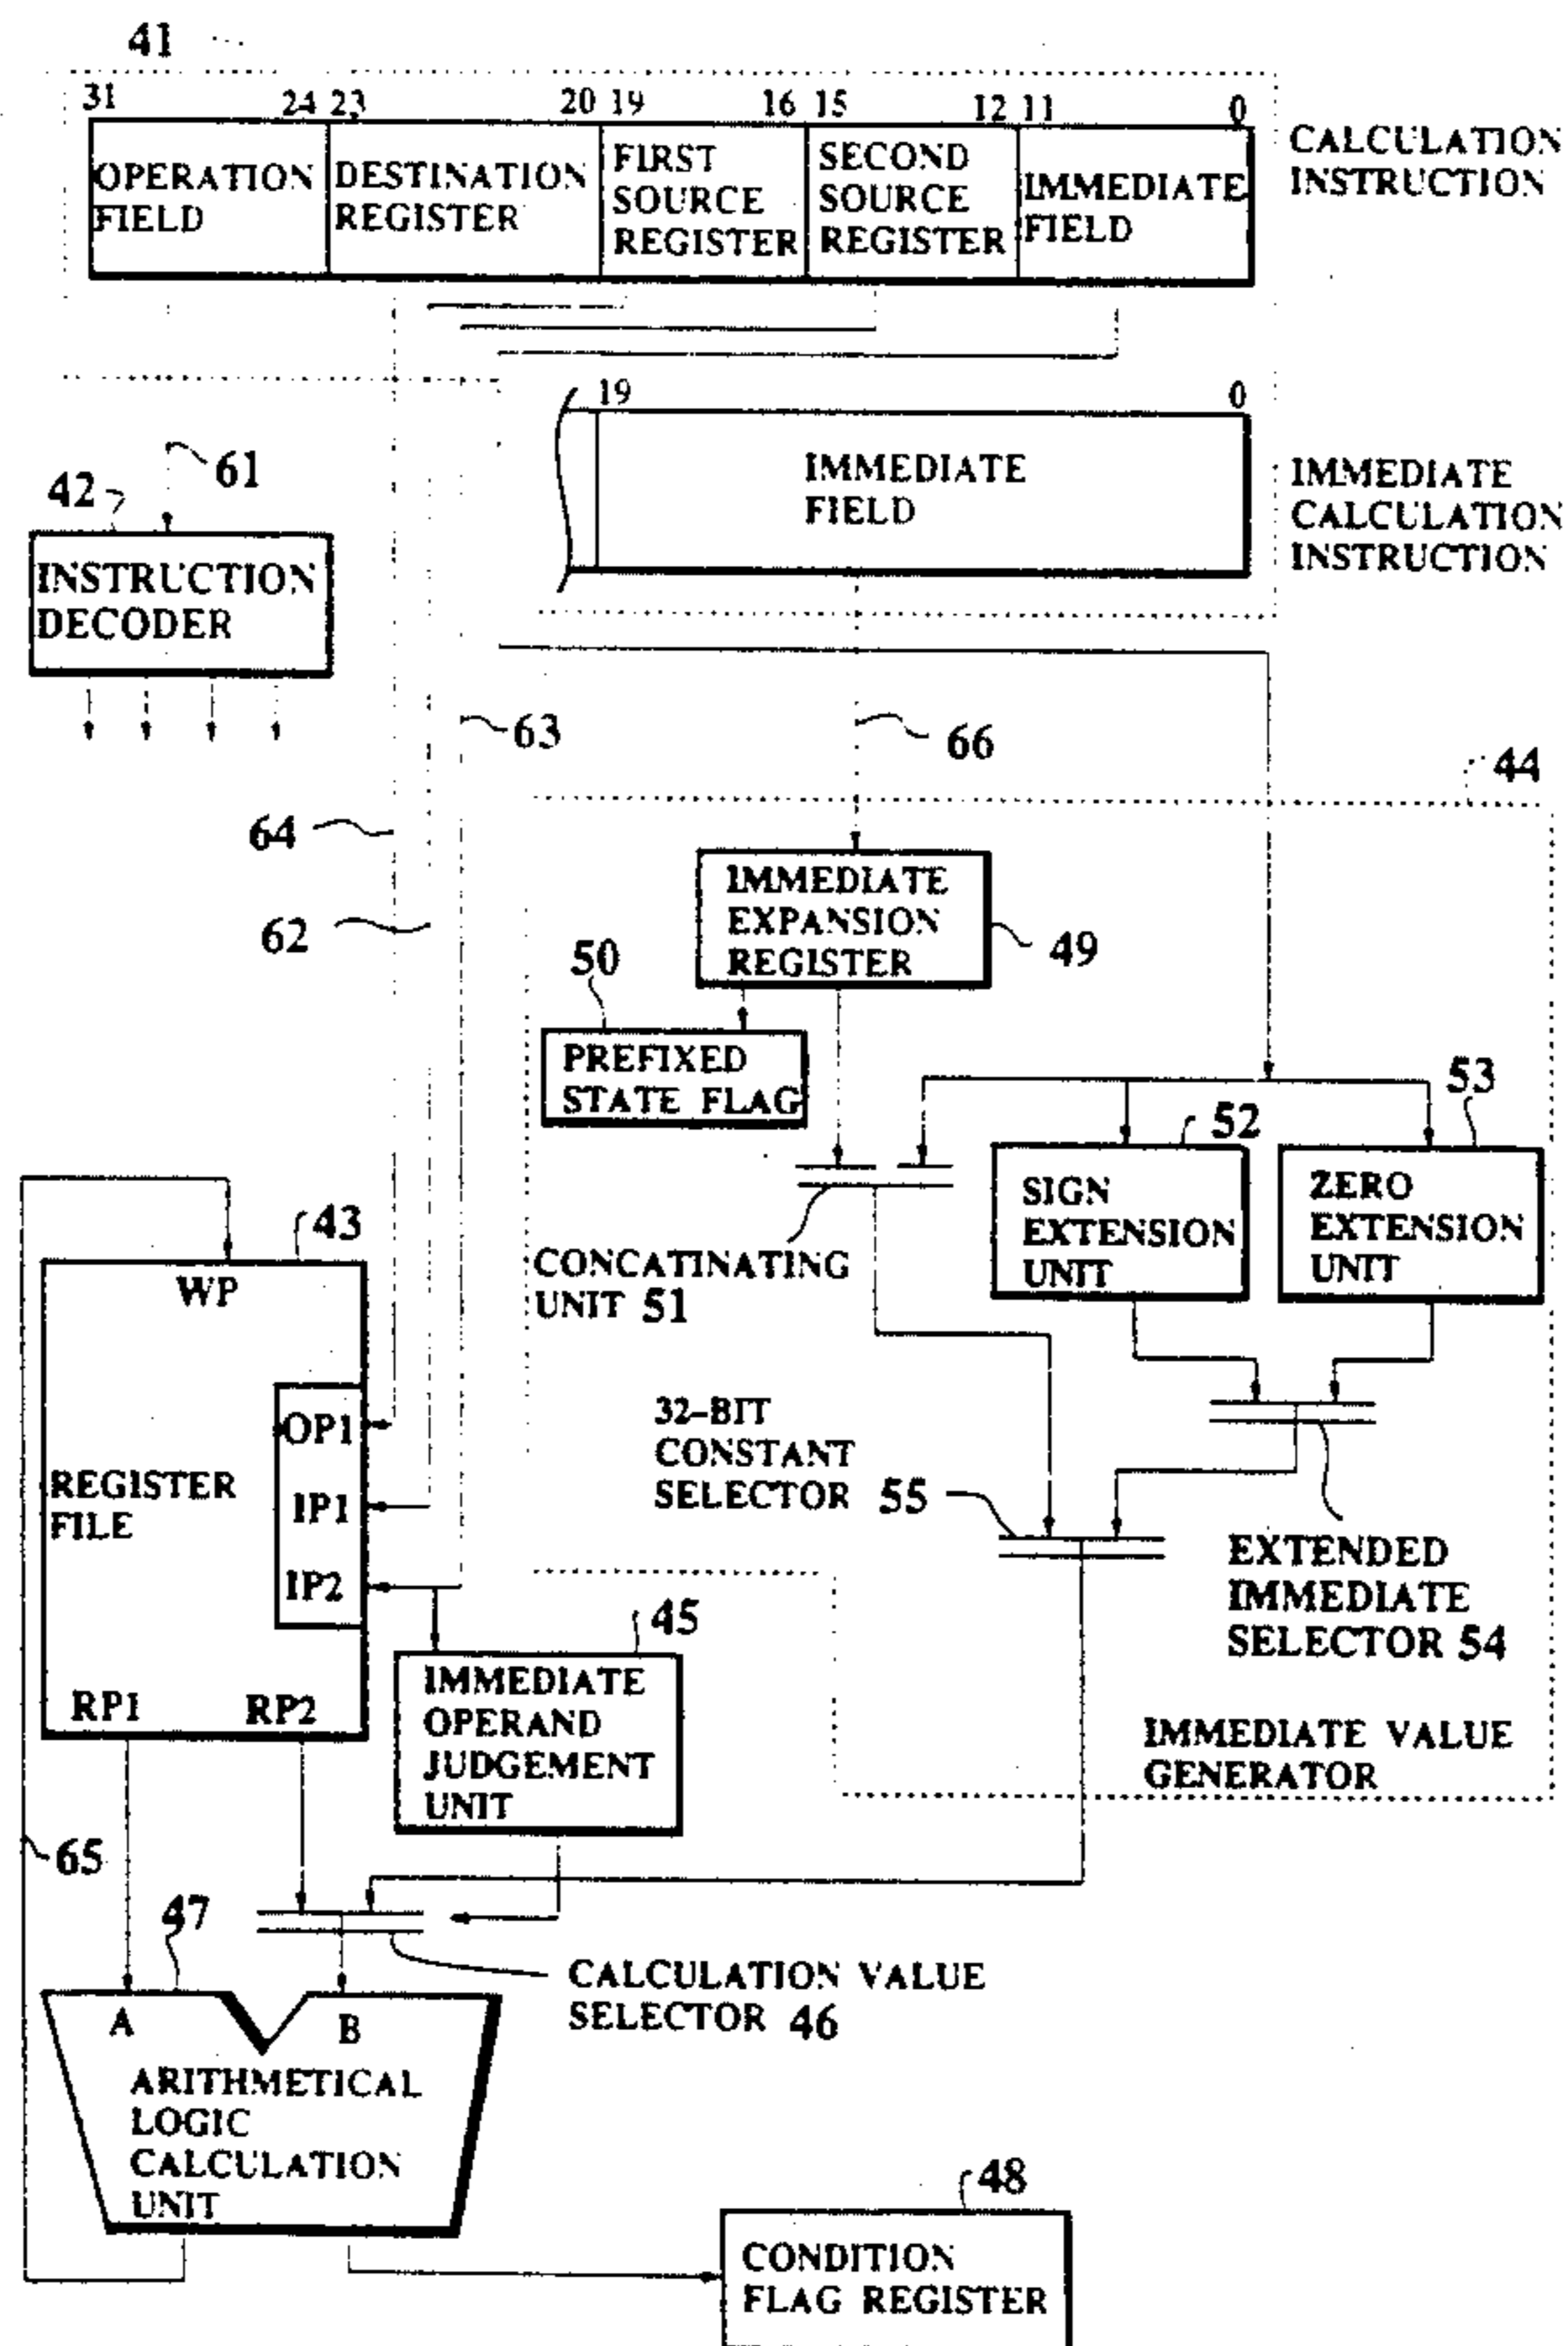 41
31 24 23 20 19 16 15 12 11 0
OPERATION FIELD
DESTINATION REGISTER
FIRST SOURCE REGISTER
SECOND SOURCE REGISTER
IMMEDIATE FIELD
CALCULATION INSTRUCTION
19 0
IMMEDIATE FIELD
IMMEDIATE CALCULATION INSTRUCTION
61
42
INSTRUCTION DECODER
63
66
44
64
IMMEDIATE EXPANSION REGISTER
62
49
50
PREFIXED STATE FLAG
53
52
SIGN EXTENSION UNIT
ZERO EXTENSION UNIT
43
WP
CONCATINATING UNIT 51
OP1
REGISTER FILE
IP1
IP2
32-BIT CONSTANT SELECTOR 55
EXTENDED IMMEDIATE SELECTOR 54
45
RP1
RP2
IMMEDIATE OPERAND JUDGEMENT UNIT
IMMEDIATE VALUE GENERATOR
65
47
CALCULATION VALUE SELECTOR 46
A
B
ARITHMETICAL LOGIC CALCULATION UNIT
48
CONDITION FLAG REGISTER